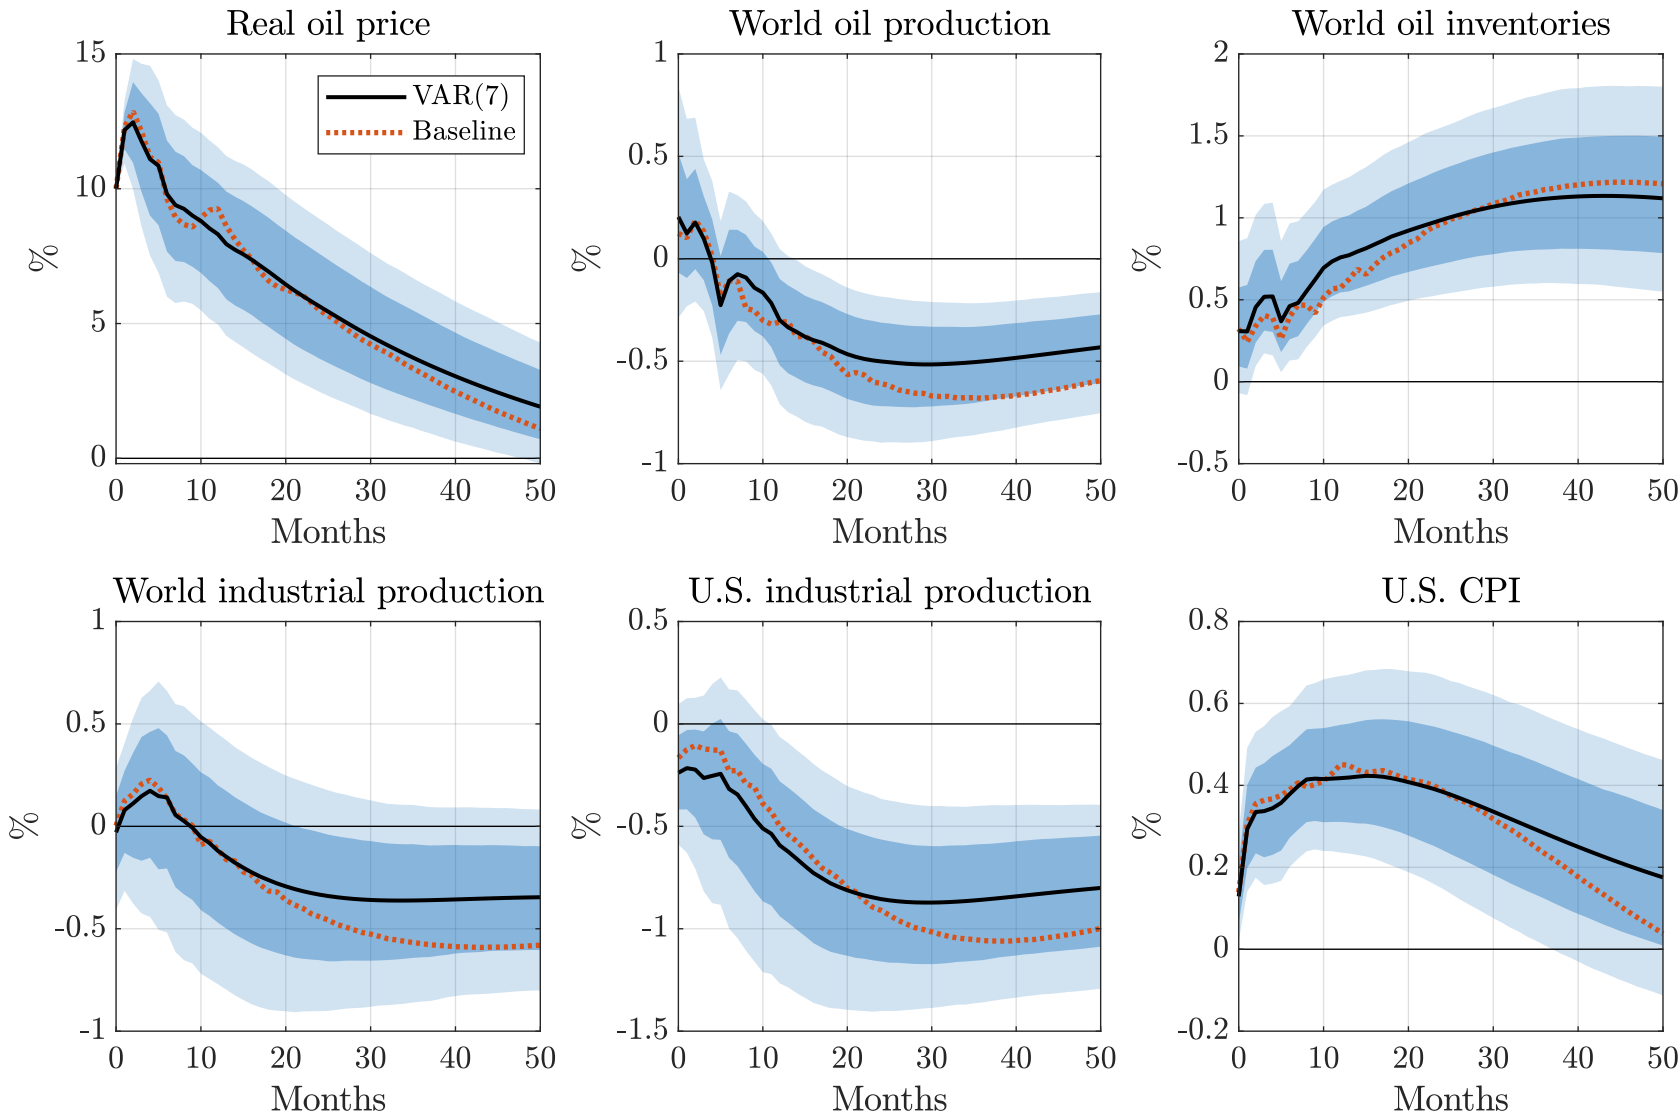 Real oil price
World oil production
World oil inventories
15
10
5
0
%
VAR(7)
Baseline
0 10 20 30 40 50
Months
1
0.5
0
-0.5
-1
%
0 10 20 30 40 50
Months
2
1.5
1
0.5
0
-0.5
%
0 10 20 30 40 50
Months
World industrial production
U.S. industrial production
U.S. CPI
1
0.5
0
-0.5
-1
%
0 10 20 30 40 50
Months
0.5
0
-0.5
-1
-1.5
%
0 10 20 30 40 50
Months
0.8
0.6
0.4
0.2
0
-0.2
%
0 10 20 30 40 50
Months